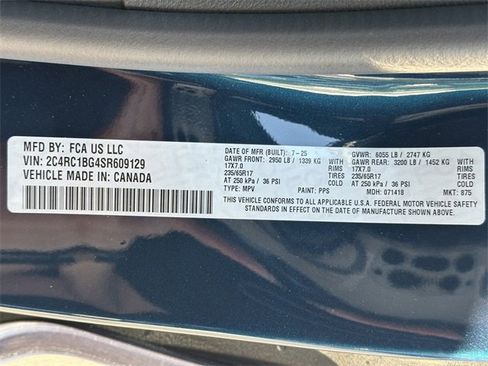 MFD BY: FCA US LLC
VIN: 2C4RC1BG4SR609129
VEHICLE MADE IN: CANADA
DATE OF MFR (BUILT): 7-25 GVWR: 6055 LB / 2747 KG
GAWR FRONT: 2950 LB / 1339 KG WITH GAWR REAR: 3200 LB / 1452 KG WITH
17X7.0 RIMS 17X7.0 RIMS
235/65R17 TIRES 235/65R17 TIRES
AT 250 kPa / 36 PSI COLD AT 250 kPa / 36 PSI COLD
TYPE: MPV PAINT: PPS MDH: 071418 MKT: 875
THIS VEHICLE CONFORMS TO ALL APPLICABLE U.S.A. FEDERAL MOTOR VEHICLE SAFETY
STANDARDS IN EFFECT ON THE DATE OF MANUFACTURE SHOWN ABOVE.